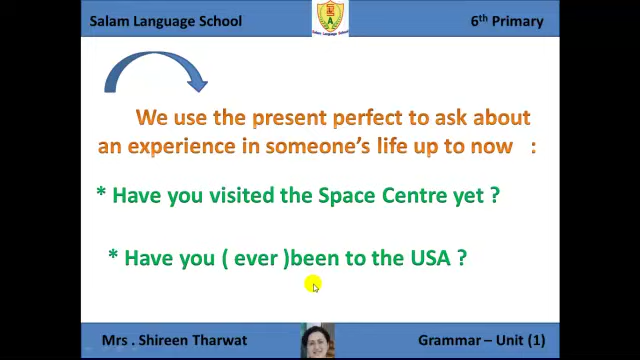 Salam Language School
6th Primary
We use the present perfect to ask about
an experience in someone's life up to now :
* Have you visited the Space Centre yet ?
* Have you ( ever )been to the USA ?
Mrs . Shireen Tharwat
Grammar – Unit (1)